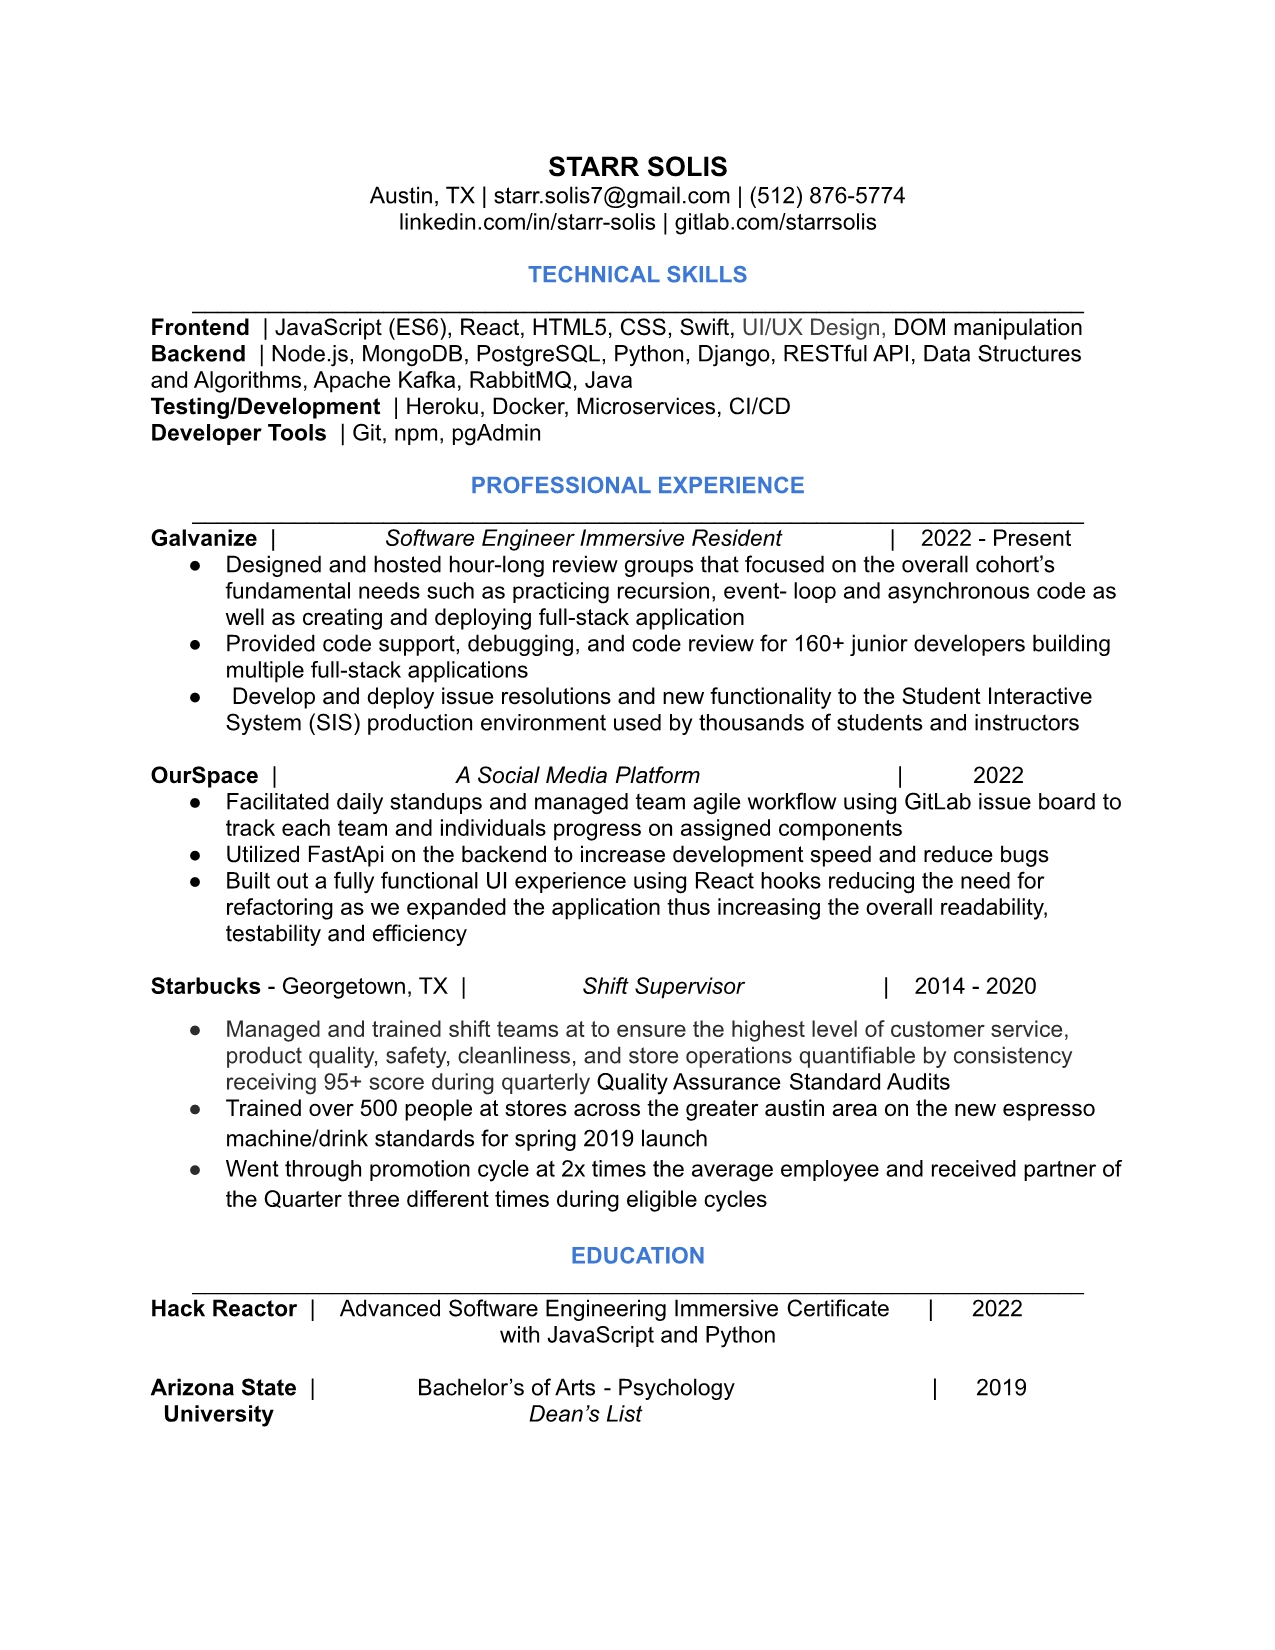 STARR SOLIS
Austin, TX | starr.solis7@gmail.com | (512) 876-5774
linkedin.com/in/starr-solis | gitlab.com/starrsolis
TECHNICAL SKILLS
Frontend | JavaScript (ES6), React, HTML5, CSS, Swift, UI/UX Design, DOM manipulation
Backend | Node.js, MongoDB, PostgreSQL, Python, Django, RESTful API, Data Structures
and Algorithms, Apache Kafka, RabbitMQ, Java
Testing/Development | Heroku, Docker, Microservices, CI/CD
Developer Tools | Git, npm, pgAdmin
PROFESSIONAL EXPERIENCE
Galvanize | Software Engineer Immersive Resident | 2022 - Present
● Designed and hosted hour-long review groups that focused on the overall cohort’s
fundamental needs such as practicing recursion, event- loop and asynchronous code as
well as creating and deploying full-stack application
● Provided code support, debugging, and code review for 160+ junior developers building
multiple full-stack applications
● Develop and deploy issue resolutions and new functionality to the Student Interactive
System (SIS) production environment used by thousands of students and instructors
OurSpace | A Social Media Platform | 2022
● Facilitated daily standups and managed team agile workflow using GitLab issue board to
track each team and individuals progress on assigned components
● Utilized FastApi on the backend to increase development speed and reduce bugs
● Built out a fully functional UI experience using React hooks reducing the need for
refactoring as we expanded the application thus increasing the overall readability,
testability and efficiency
Starbucks - Georgetown, TX | Shift Supervisor | 2014 - 2020
● Managed and trained shift teams at to ensure the highest level of customer service,
product quality, safety, cleanliness, and store operations quantifiable by consistency
receiving 95+ score during quarterly Quality Assurance Standard Audits
● Trained over 500 people at stores across the greater austin area on the new espresso
machine/drink standards for spring 2019 launch
● Went through promotion cycle at 2x times the average employee and received partner of
the Quarter three different times during eligible cycles
EDUCATION
Hack Reactor | Advanced Software Engineering Immersive Certificate | 2022
with JavaScript and Python
Arizona State | Bachelor’s of Arts - Psychology | 2019
University Dean’s List